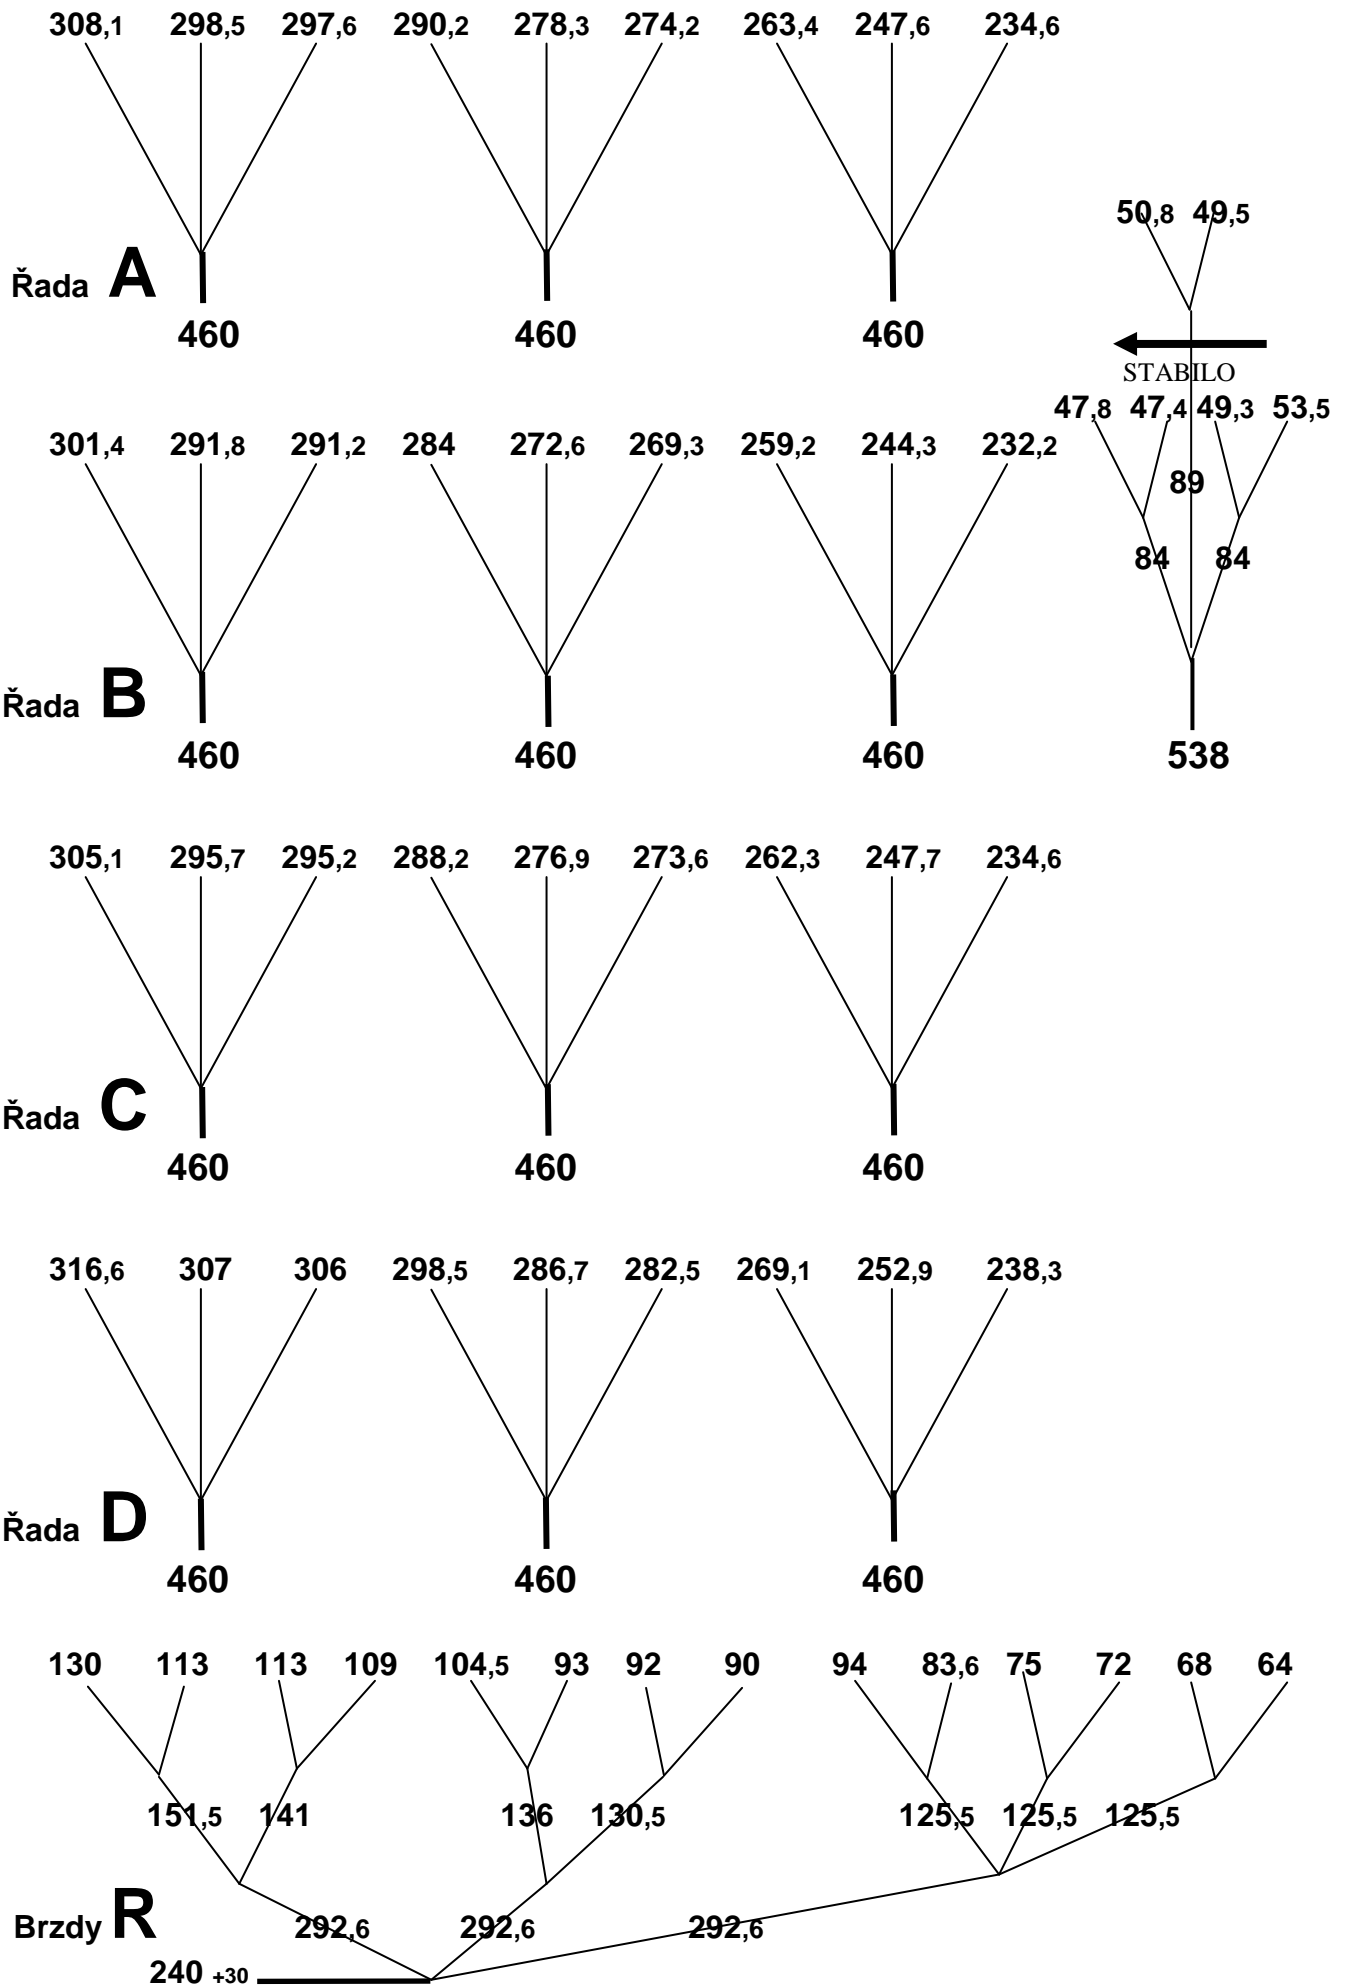 308,1 298,5 297,6 290,2 278,3 274,2 263,4 247,6 234,6
50,8 49,5
Řada A
460 460 460
STABILO
47,8 47,4 49,3 53,5
301,4 291,8 291,2 284 272,6 269,3 259,2 244,3 232,2
89
84 84
Řada B
460 460 460 538
305,1 295,7 295,2 288,2 276,9 273,6 262,3 247,7 234,6
Řada C
460 460 460
316,6 307 306 298,5 286,7 282,5 269,1 252,9 238,3
Řada D
460 460 460
130 113 113 109 104,5 93 92 90 94 83,6 75 72 68 64
151,5 141 136 130,5 125,5 125,5 125,5
Brzdy R 292,6 292,6 292,6
240 +30